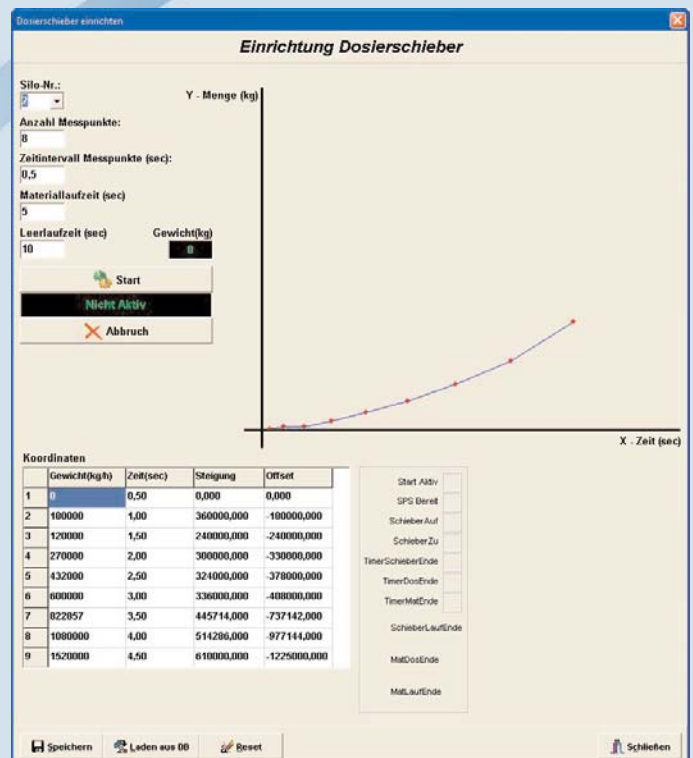 Dosierschieber einrichten
Einrichtung Dosierschieber
Silo-Nr.:
2
Y - Menge (kg)
Anzahl Messpunkte:
8
Zeitintervall Messpunkte (sec):
0,5
Materiallaufzeit (sec)
5
Leerlaufzeit (sec) Gewicht(kg)
10 0
Start
Nicht Aktiv
Abbruch
X - Zeit (sec)
Koordinaten
Gewicht(kg/h) Zeit(sec) Steigung Offset
1 0 0,50 0,000 0,000
2 180000 1,00 360000,000 -180000,000
3 120000 1,50 240000,000 -240000,000
4 270000 2,00 300000,000 -330000,000
5 432000 2,50 324000,000 -378000,000
6 600000 3,00 336000,000 -408000,000
7 822857 3,50 445714,000 -737142,000
8 1080000 4,00 514286,000 -977144,000
9 1520000 4,50 610000,000 -1225000,000
Start Aktiv
SPS Bereit
SchieberAuf
SchieberZu
TimerSchieberEnde
TimerDosEnde
TimerMatEnde
SchieberLaufEnde
MatDosEnde
MatLaufEnde
Speichern Laden aus DB Reset Schließen